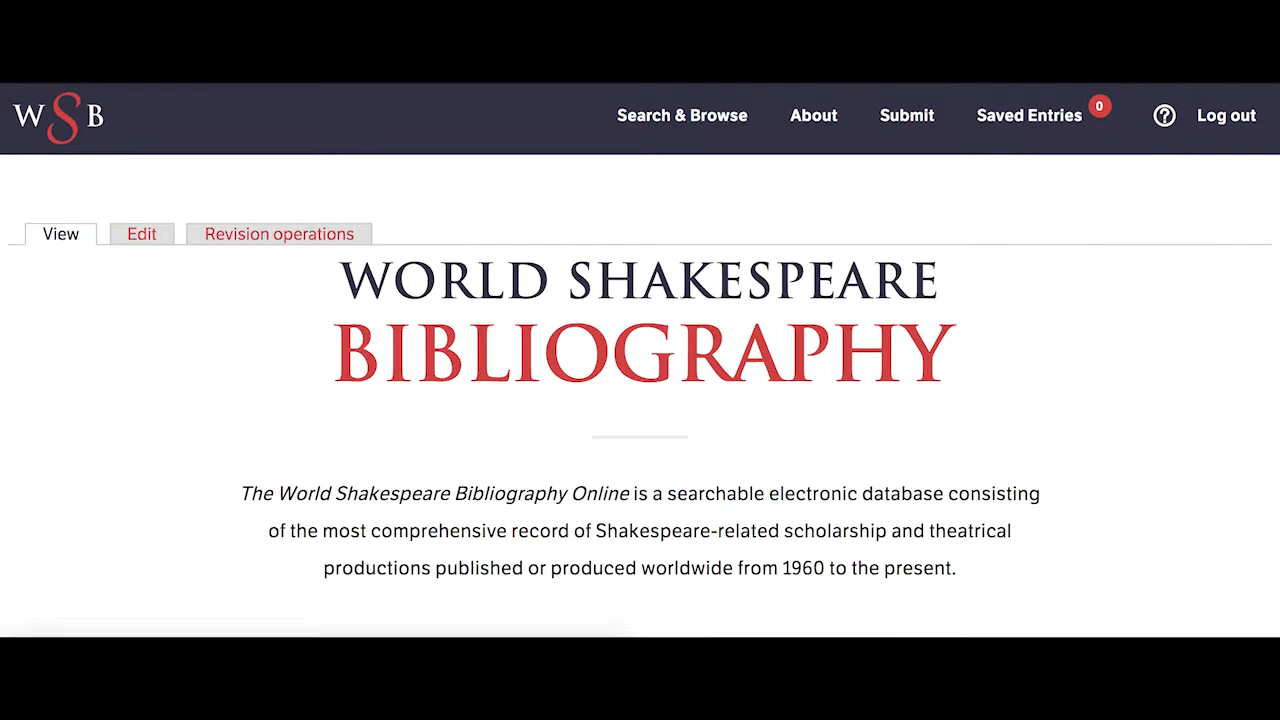 WSB
Search & Browse About Submit Saved Entries 0 ? Log out
View Edit Revision operations
WORLD SHAKESPEARE
BIBLIOGRAPHY
The World Shakespeare Bibliography Online is a searchable electronic database consisting
of the most comprehensive record of Shakespeare-related scholarship and theatrical
productions published or produced worldwide from 1960 to the present.